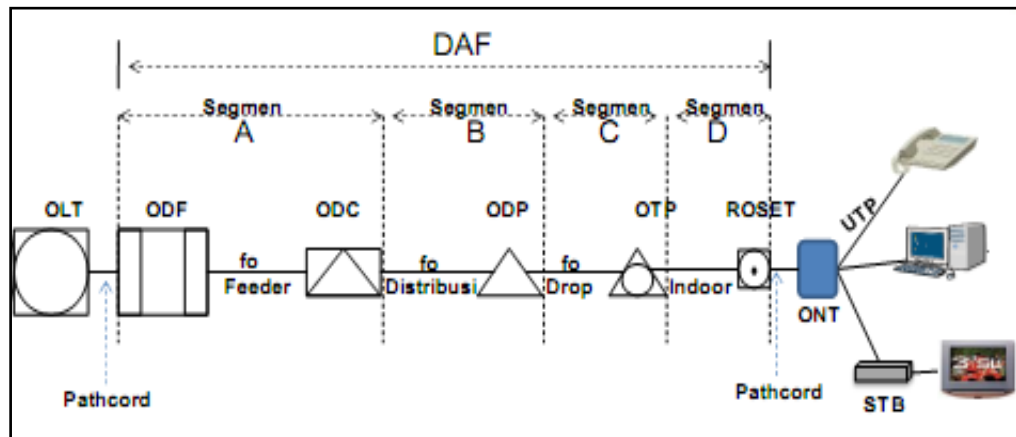 DAF
Segmen
A
Segmen
B
Segmen
C
Segmen
D
OLT
ODF
ODC
ODP
OTP
ROSET
UTP
fo
Feeder
fo
Distribusi
fo
Drop
Indoor
ONT
Pathcord
Pathcord
STB